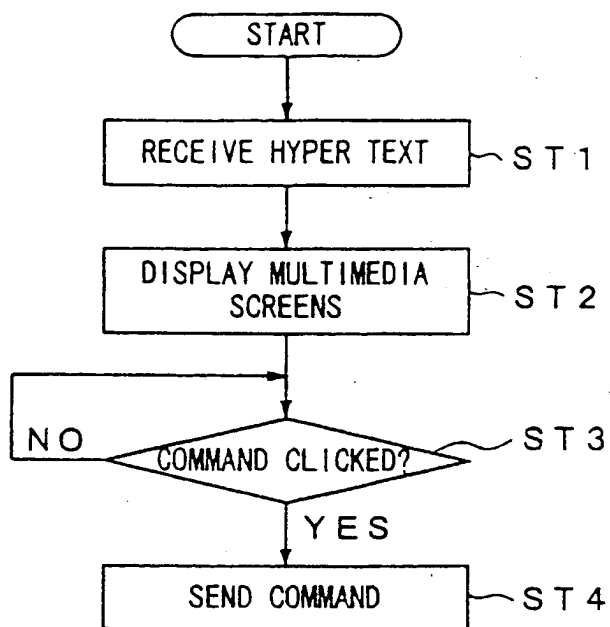 START
RECEIVE HYPER TEXT
ST1
DISPLAY MULTIMEDIA
SCREENS
ST2
NO
COMMAND CLICKED?
ST3
YES
SEND COMMAND
ST4